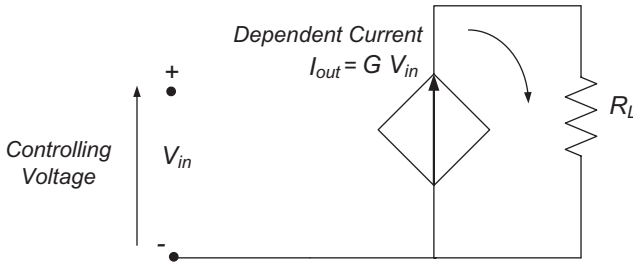 Dependent Current
I_out = G V_in
+
Controlling
Voltage
V_in
R_L
-